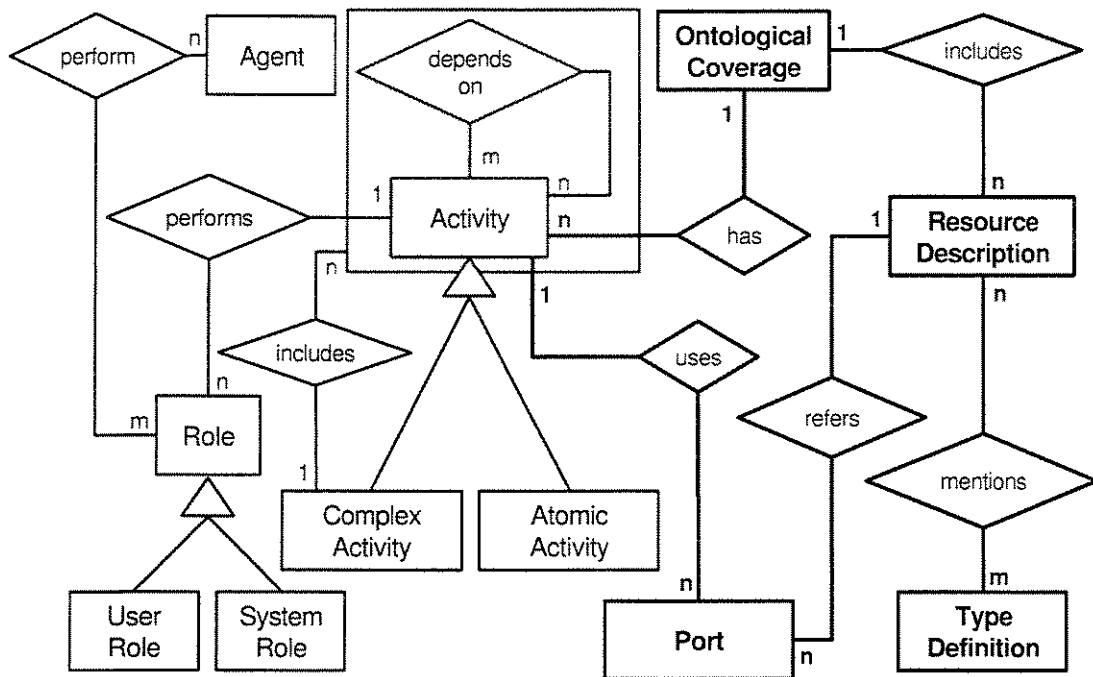 perform
n
Agent
depends
on
m
n
Ontological
Coverage
1
includes
1
n
performs
1
Activity
n
has
1
Resource
Description
n
n
1
n
includes
uses
refers
m
Role
1
mentions
Complex
Activity
Atomic
Activity
n
m
User
Role
System
Role
Port
n
Type
Definition